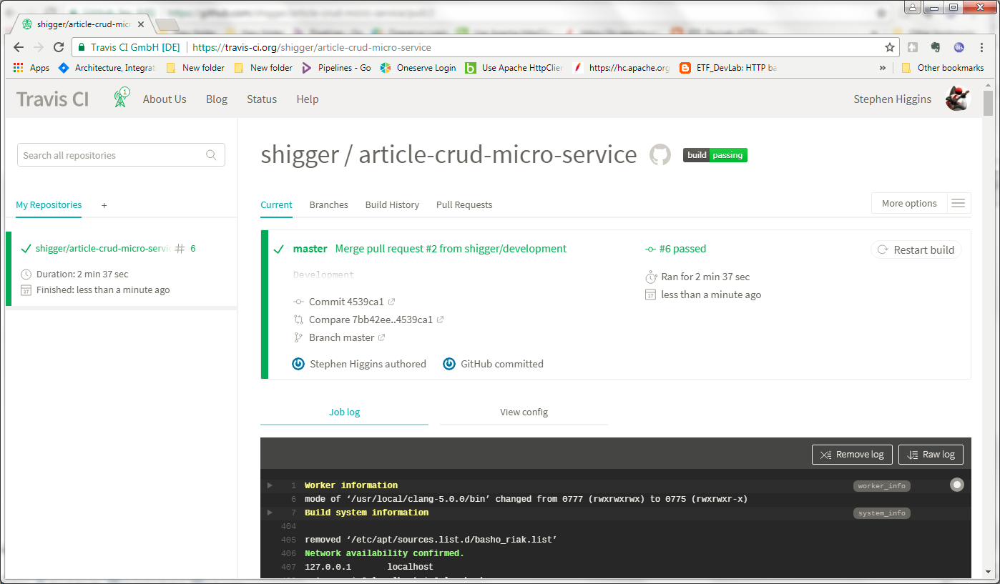 shigger/article-crud-micr
Travis CI GmbH [DE] https://travis-ci.org/shigger/article-crud-micro-service
Apps Architecture, Integrat New folder New folder Pipelines - Go Oneserve Login Use Apache HttpClien https://hc.apache.org ETF_DevLab: HTTP ba » Other bookmarks
Travis CI 1 About Us Blog Status Help Stephen Higgins
Search all repositories
shigger / article-crud-micro-service build passing
My Repositories +
Current Branches Build History Pull Requests More options
shigger/article-crud-micro-servic # 6
Duration: 2 min 37 sec
Finished: less than a minute ago
master Merge pull request #2 from shigger/development #6 passed Restart build
Development
Ran for 2 min 37 sec
less than a minute ago
Commit 4539ca1
Compare 7bb42ee..4539ca1
Branch master
Stephen Higgins authored GitHub committed
Job log View config
Remove log Raw log
1 Worker information worker_info
6 mode of ‘/usr/local/clang-5.0.0/bin’ changed from 0777 (rwxrwxrwx) to 0775 (rwxrwxr-x)
7 Build system information system_info
404
405 removed ‘/etc/apt/sources.list.d/basho_riak.list’
406 Network availability confirmed.
407 127.0.0.1 localhost